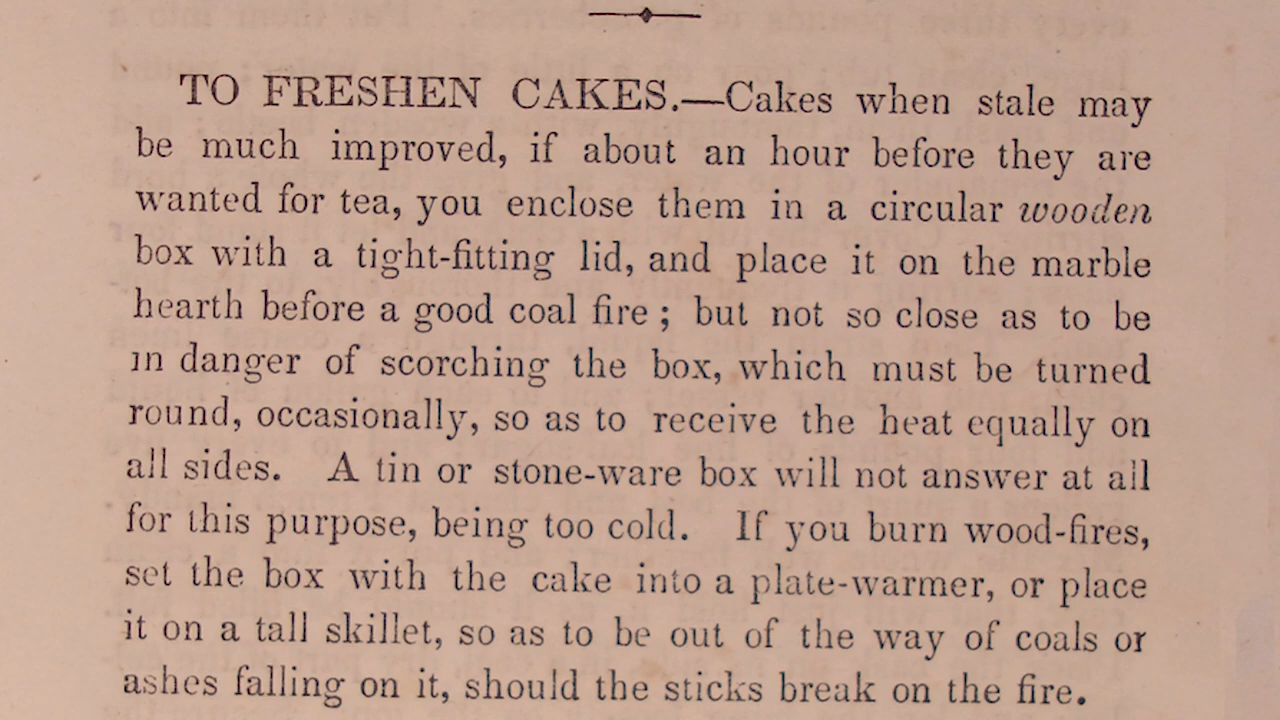 TO FRESHEN CAKES.—Cakes when stale may
be much improved, if about an hour before they are
wanted for tea, you enclose them in a circular wooden
box with a tight-fitting lid, and place it on the marble
hearth before a good coal fire ; but not so close as to be
in danger of scorching the box, which must be turned
round, occasionally, so as to receive the heat equally on
all sides. A tin or stone-ware box will not answer at all
for this purpose, being too cold. If you burn wood-fires,
set the box with the cake into a plate-warmer, or place
it on a tall skillet, so as to be out of the way of coals or
ashes falling on it, should the sticks break on the fire.